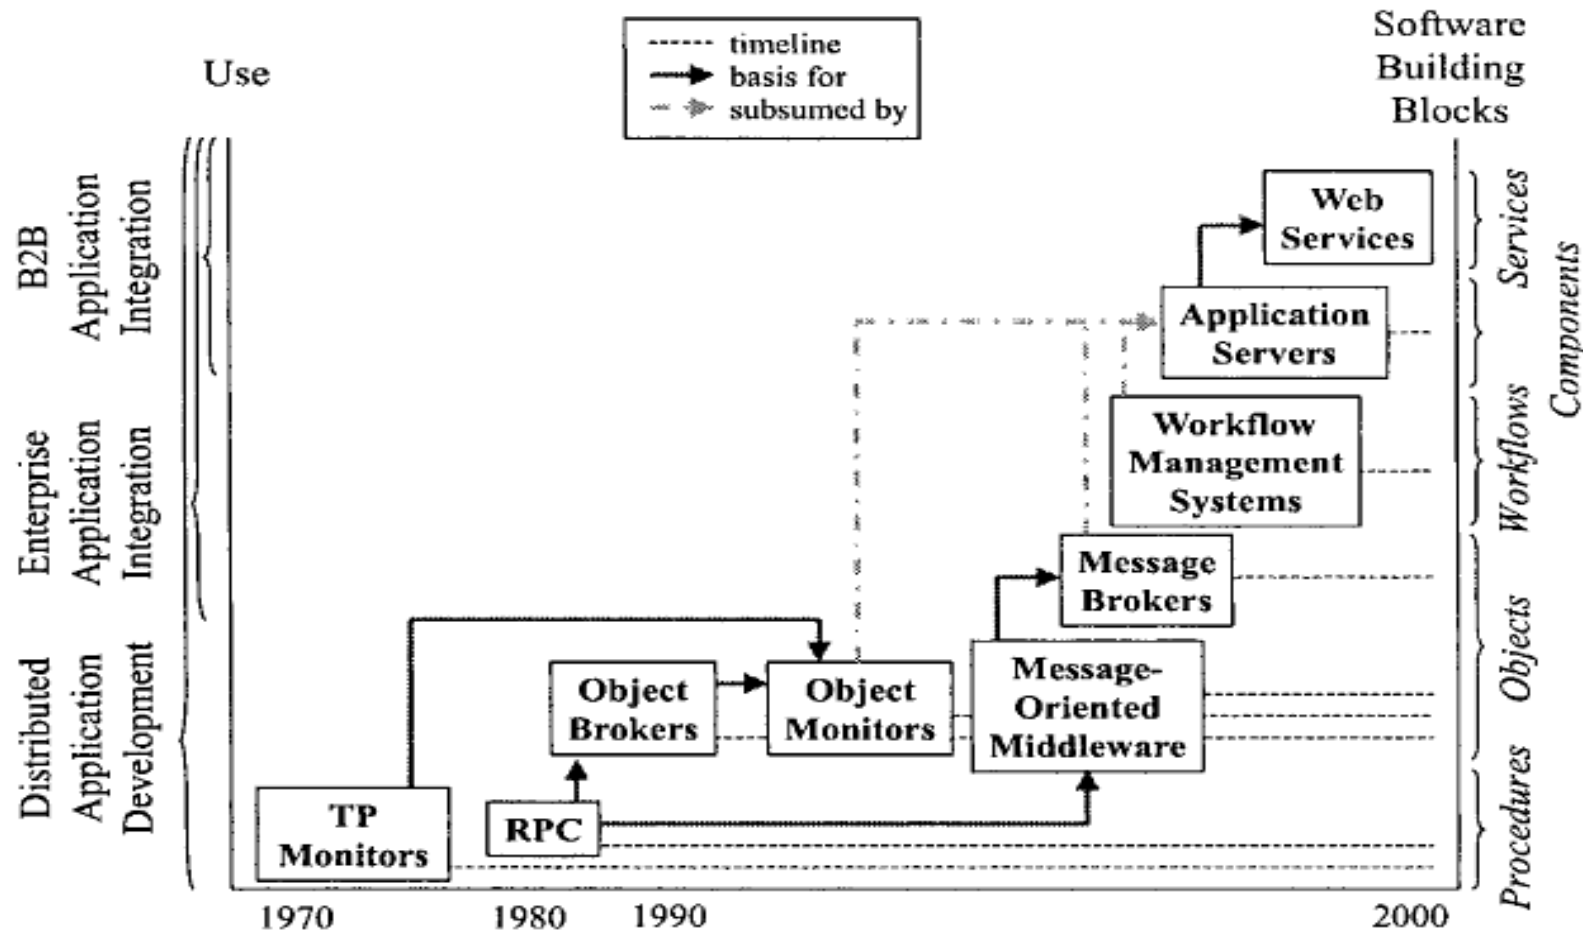 Use
timeline
basis for
subsumed by
Software
Building
Blocks
B2B
Application
Integration
Enterprise
Application
Integration
Distributed
Application
Development
Web
Services
Application
Servers
Workflow
Management
Systems
Message
Brokers
Message-
Oriented
Middleware
Object
Brokers
Object
Monitors
TP
Monitors
RPC
Services
Components
Workflows
Objects
Procedures
1970
1980
1990
2000